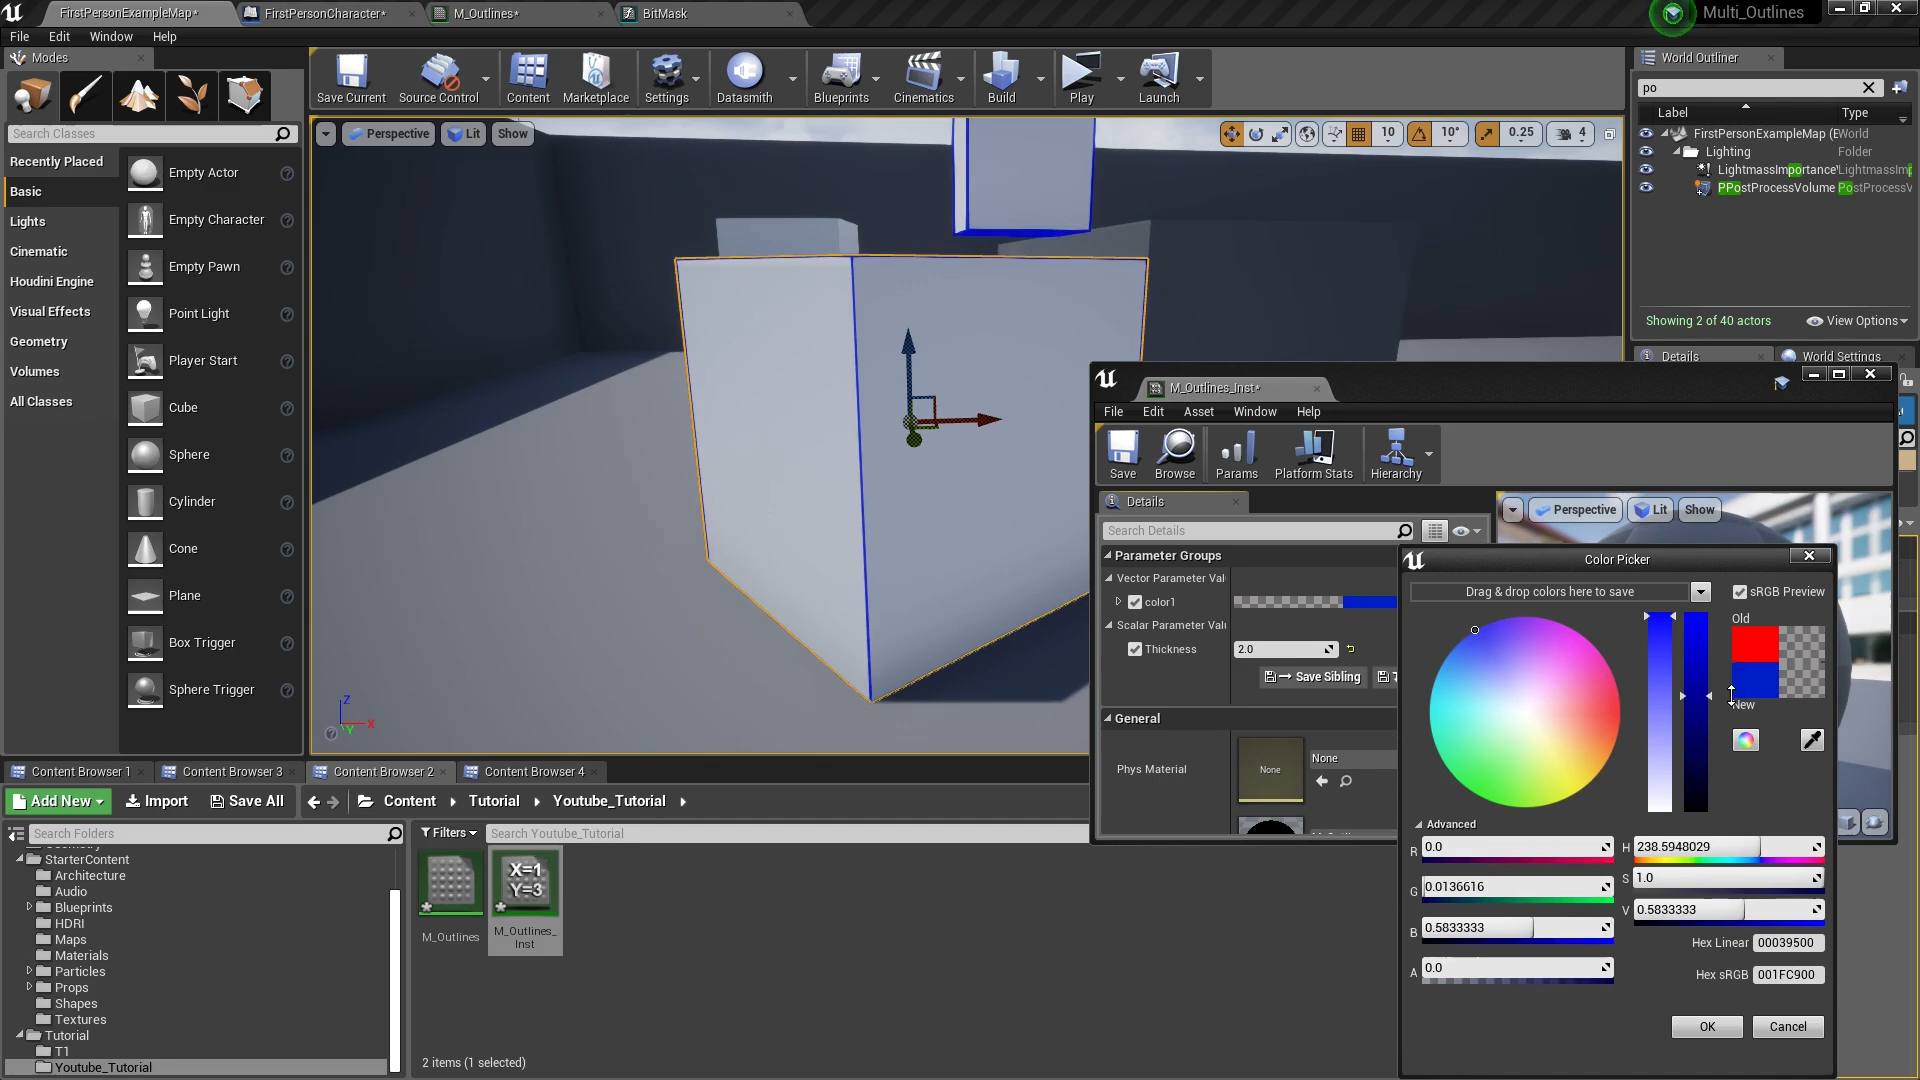 FirstPersonExampleMap*
FirstPersonCharacter*
M_Outlines*
BitMask
Multi_Outlines
File Edit Window Help
Modes
Search Classes
Recently Placed
Basic
Lights
Cinematic
Houdini Engine
Visual Effects
Geometry
Volumes
All Classes
Empty Actor
Empty Character
Empty Pawn
Point Light
Player Start
Cube
Sphere
Cylinder
Cone
Plane
Box Trigger
Sphere Trigger
Save Current
Source Control
Content
Marketplace
Settings
Datasmith
Blueprints
Cinematics
Build
Play
Launch
Perspective
Lit
Show
10
10°
0.25
4
Z
X
Y
World Outliner
po
Label Type
FirstPersonExampleMap (E World
Lighting Folder
LightmassImportance LightmassImp
PPostProcessVolume PostProcessV
Showing 2 of 40 actors
View Options
Details
World Settings
M_Outlines_Inst*
File Edit Asset Window Help
Save
Browse
Params
Platform Stats
Hierarchy
Details
Search Details
Parameter Groups
Vector Parameter Val
color1
Scalar Parameter Val
Thickness 2.0
Save Sibling
General
Phys Material
None
None
Perspective
Lit
Show
Color Picker
Drag & drop colors here to save
sRGB Preview
Old
New
Advanced
R 0.0
G 0.0136616
B 0.5833333
A 0.0
H 238.5948029
S 1.0
V 0.5833333
Hex Linear 00039500
Hex sRGB 001FC900
OK
Cancel
Content Browser 1
Content Browser 3
Content Browser 2
Content Browser 4
Add New
Import
Save All
Content
Tutorial
Youtube_Tutorial
Search Folders
StarterContent
Architecture
Audio
Blueprints
HDRI
Maps
Materials
Particles
Props
Shapes
Textures
Tutorial
T1
Youtube_Tutorial
Filters
Search Youtube_Tutorial
M_Outlines
X=1
Y=3
M_Outlines_
Inst
2 items (1 selected)